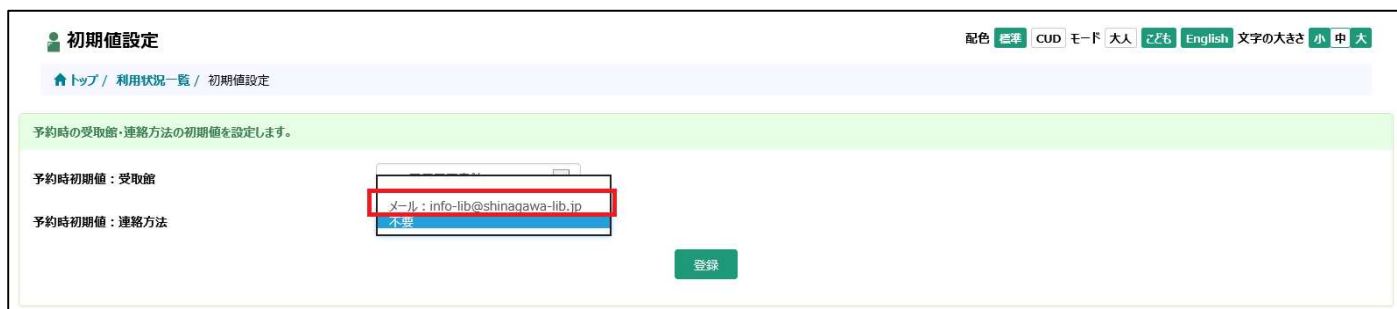 初期値設定
配色 標準 CUD モード 大人 こども English 文字の大きさ 小 中 大
トップ / 利用状況一覧 / 初期値設定
予約時の受取館・連絡方法の初期値を設定します。
予約時初期値：受取館
メール：info-lib@shinagawa-lib.jp
不要
予約時初期値：連絡方法
登録